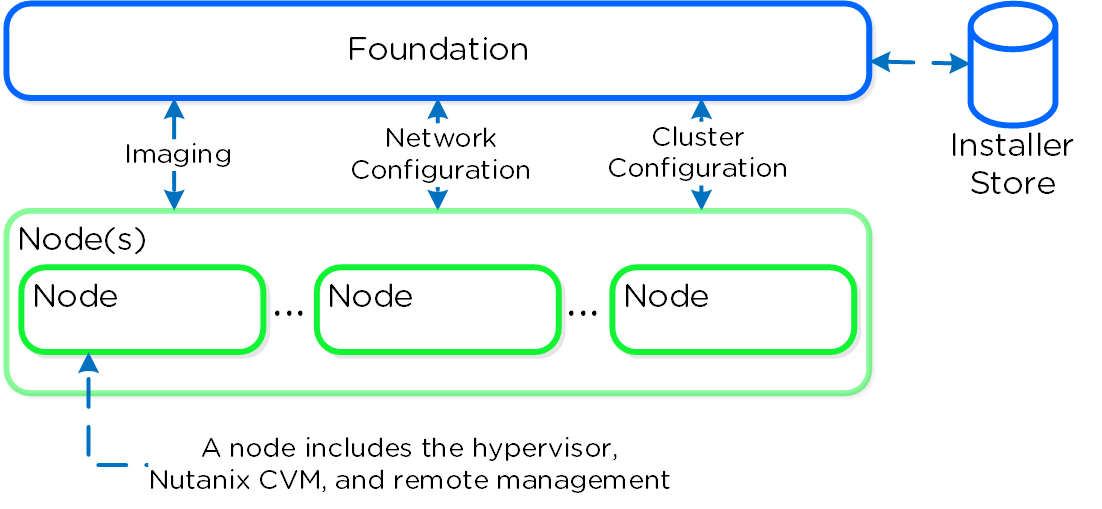 Foundation
Imaging
Network
Configuration
Cluster
Configuration
Installer
Store
Node(s)
Node
...
Node
...
Node
A node includes the hypervisor,
Nutanix CVM, and remote management